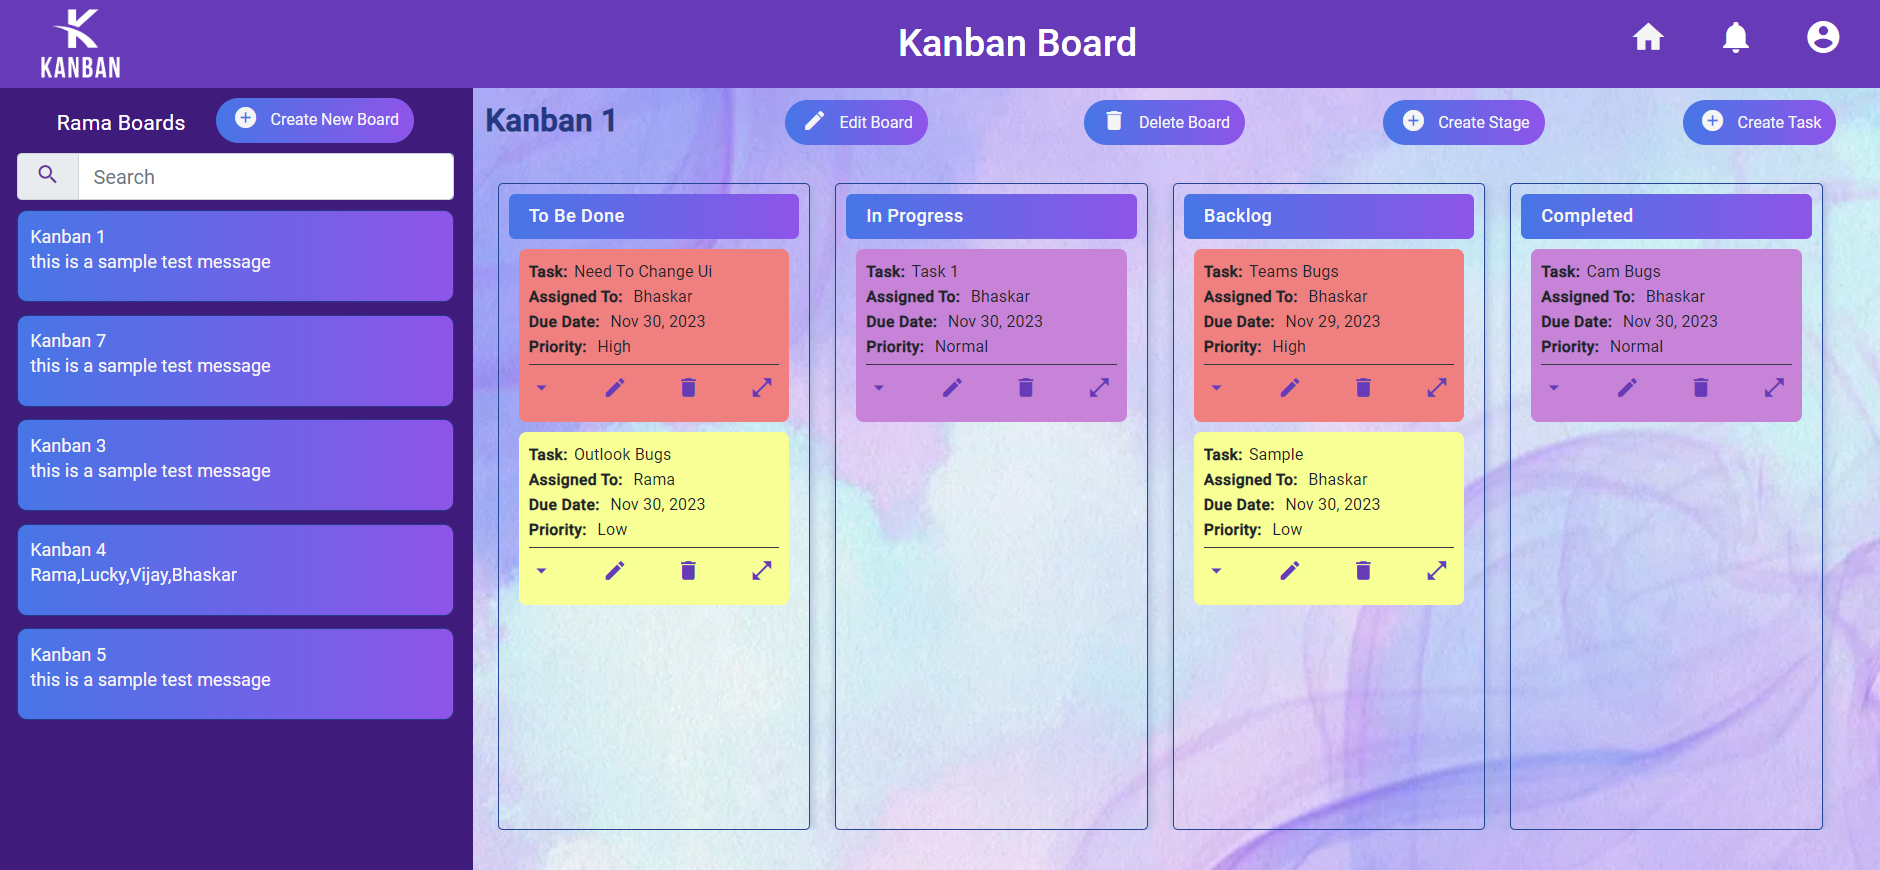 KANBAN
Kanban Board
Rama Boards
Create New Board
Search
Kanban 1
this is a sample test message
Kanban 7
this is a sample test message
Kanban 3
this is a sample test message
Kanban 4
Rama,Lucky,Vijay,Bhaskar
Kanban 5
this is a sample test message
Kanban 1
Edit Board
Delete Board
Create Stage
Create Task
To Be Done
Task: Need To Change Ui
Assigned To: Bhaskar
Due Date: Nov 30, 2023
Priority: High
Task: Outlook Bugs
Assigned To: Rama
Due Date: Nov 30, 2023
Priority: Low
In Progress
Task: Task 1
Assigned To: Bhaskar
Due Date: Nov 30, 2023
Priority: Normal
Backlog
Task: Teams Bugs
Assigned To: Bhaskar
Due Date: Nov 29, 2023
Priority: High
Task: Sample
Assigned To: Bhaskar
Due Date: Nov 30, 2023
Priority: Low
Completed
Task: Cam Bugs
Assigned To: Bhaskar
Due Date: Nov 30, 2023
Priority: Normal